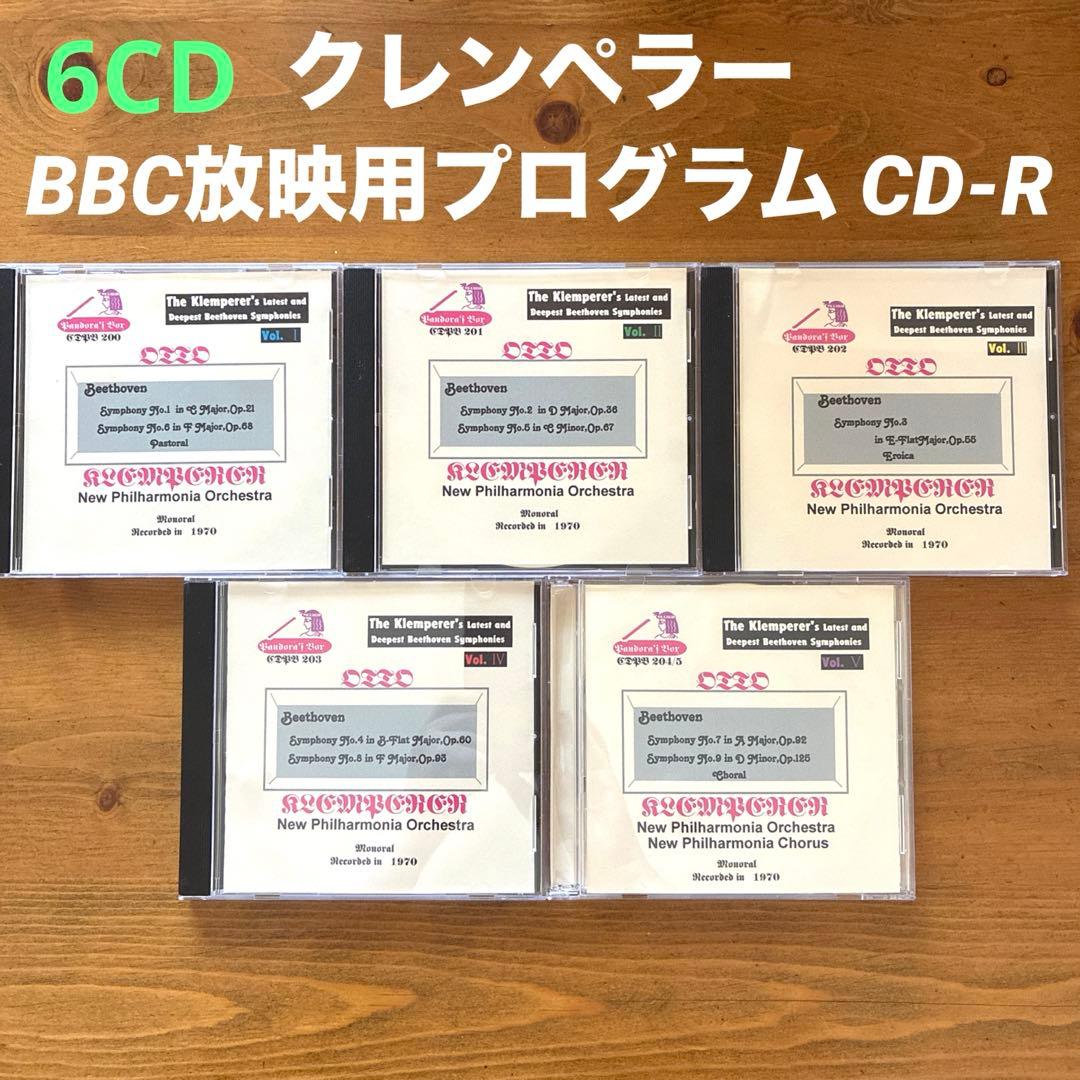 6CD クレンペラー
BBC放映用プログラム CD-R
Pandora's Box
CDPB 200
The Klemperer's Latest and
Deepest Beethoven Symphonies
Vol. I
OTTO
Beethoven
Symphony No.1 in C Major,Op.21
Symphony No.6 in F Major,Op.68
Pastoral
KLEMPERER
New Philharmonia Orchestra
Monoral
Recorded in 1970
Pandora's Box
CDPB 201
The Klemperer's Latest and
Deepest Beethoven Symphonies
Vol. II
OTTO
Beethoven
Symphony No.2 in D Major,Op.36
Symphony No.5 in C Minor,Op.67
KLEMPERER
New Philharmonia Orchestra
Monoral
Recorded in 1970
Pandora's Box
CDPB 202
The Klemperer's Latest and
Deepest Beethoven Symphonies
Vol. III
OTTO
Beethoven
Symphony No.3
in E-Flat Major,Op.55
Eroica
KLEMPERER
New Philharmonia Orchestra
Monoral
Recorded in 1970
Pandora's Box
CDPB 203
The Klemperer's Latest and
Deepest Beethoven Symphonies
Vol. IV
OTTO
Beethoven
Symphony No.4 in B-Flat Major,Op.60
Symphony No.8 in F Major,Op.93
KLEMPERER
New Philharmonia Orchestra
Monoral
Recorded in 1970
Pandora's Box
CDPB 204/5
The Klemperer's Latest and
Deepest Beethoven Symphonies
Vol. V
OTTO
Beethoven
Symphony No.7 in A Major,Op.92
Symphony No.9 in D Minor,Op.125
Choral
KLEMPERER
New Philharmonia Orchestra
New Philharmonia Chorus
Monoral
Recorded in 1970